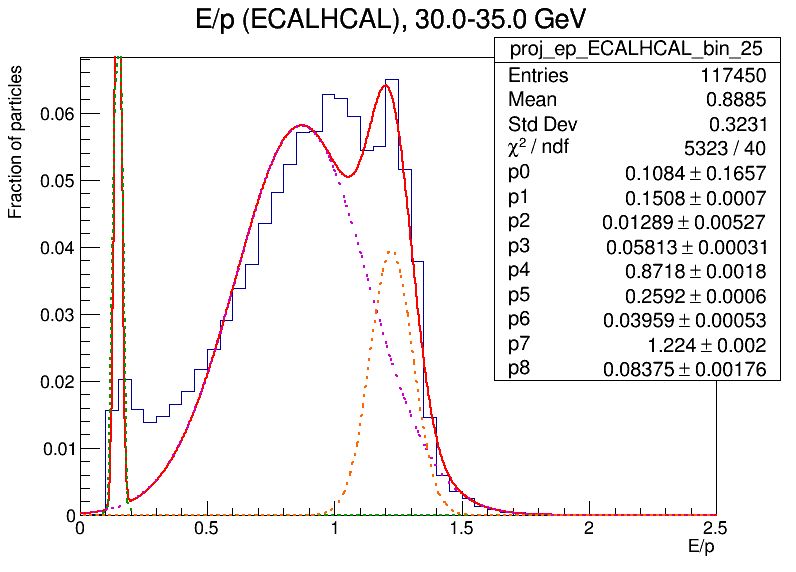 E/p (ECALHCAL), 30.0-35.0 GeV
proj_ep_ECALHCAL_bin_25
Entries 117450
Mean 0.8885
Std Dev 0.3231
χ² / ndf 5323 / 40
p0 0.1084 ± 0.1657
p1 0.1508 ± 0.0007
p2 0.01289 ± 0.00527
p3 0.05813 ± 0.00031
p4 0.8718 ± 0.0018
p5 0.2592 ± 0.0006
p6 0.03959 ± 0.00053
p7 1.224 ± 0.002
p8 0.08375 ± 0.00176
Fraction of particles
0.06
0.05
0.04
0.03
0.02
0.01
0
0 0.5 1 1.5 2 2.5
E/p